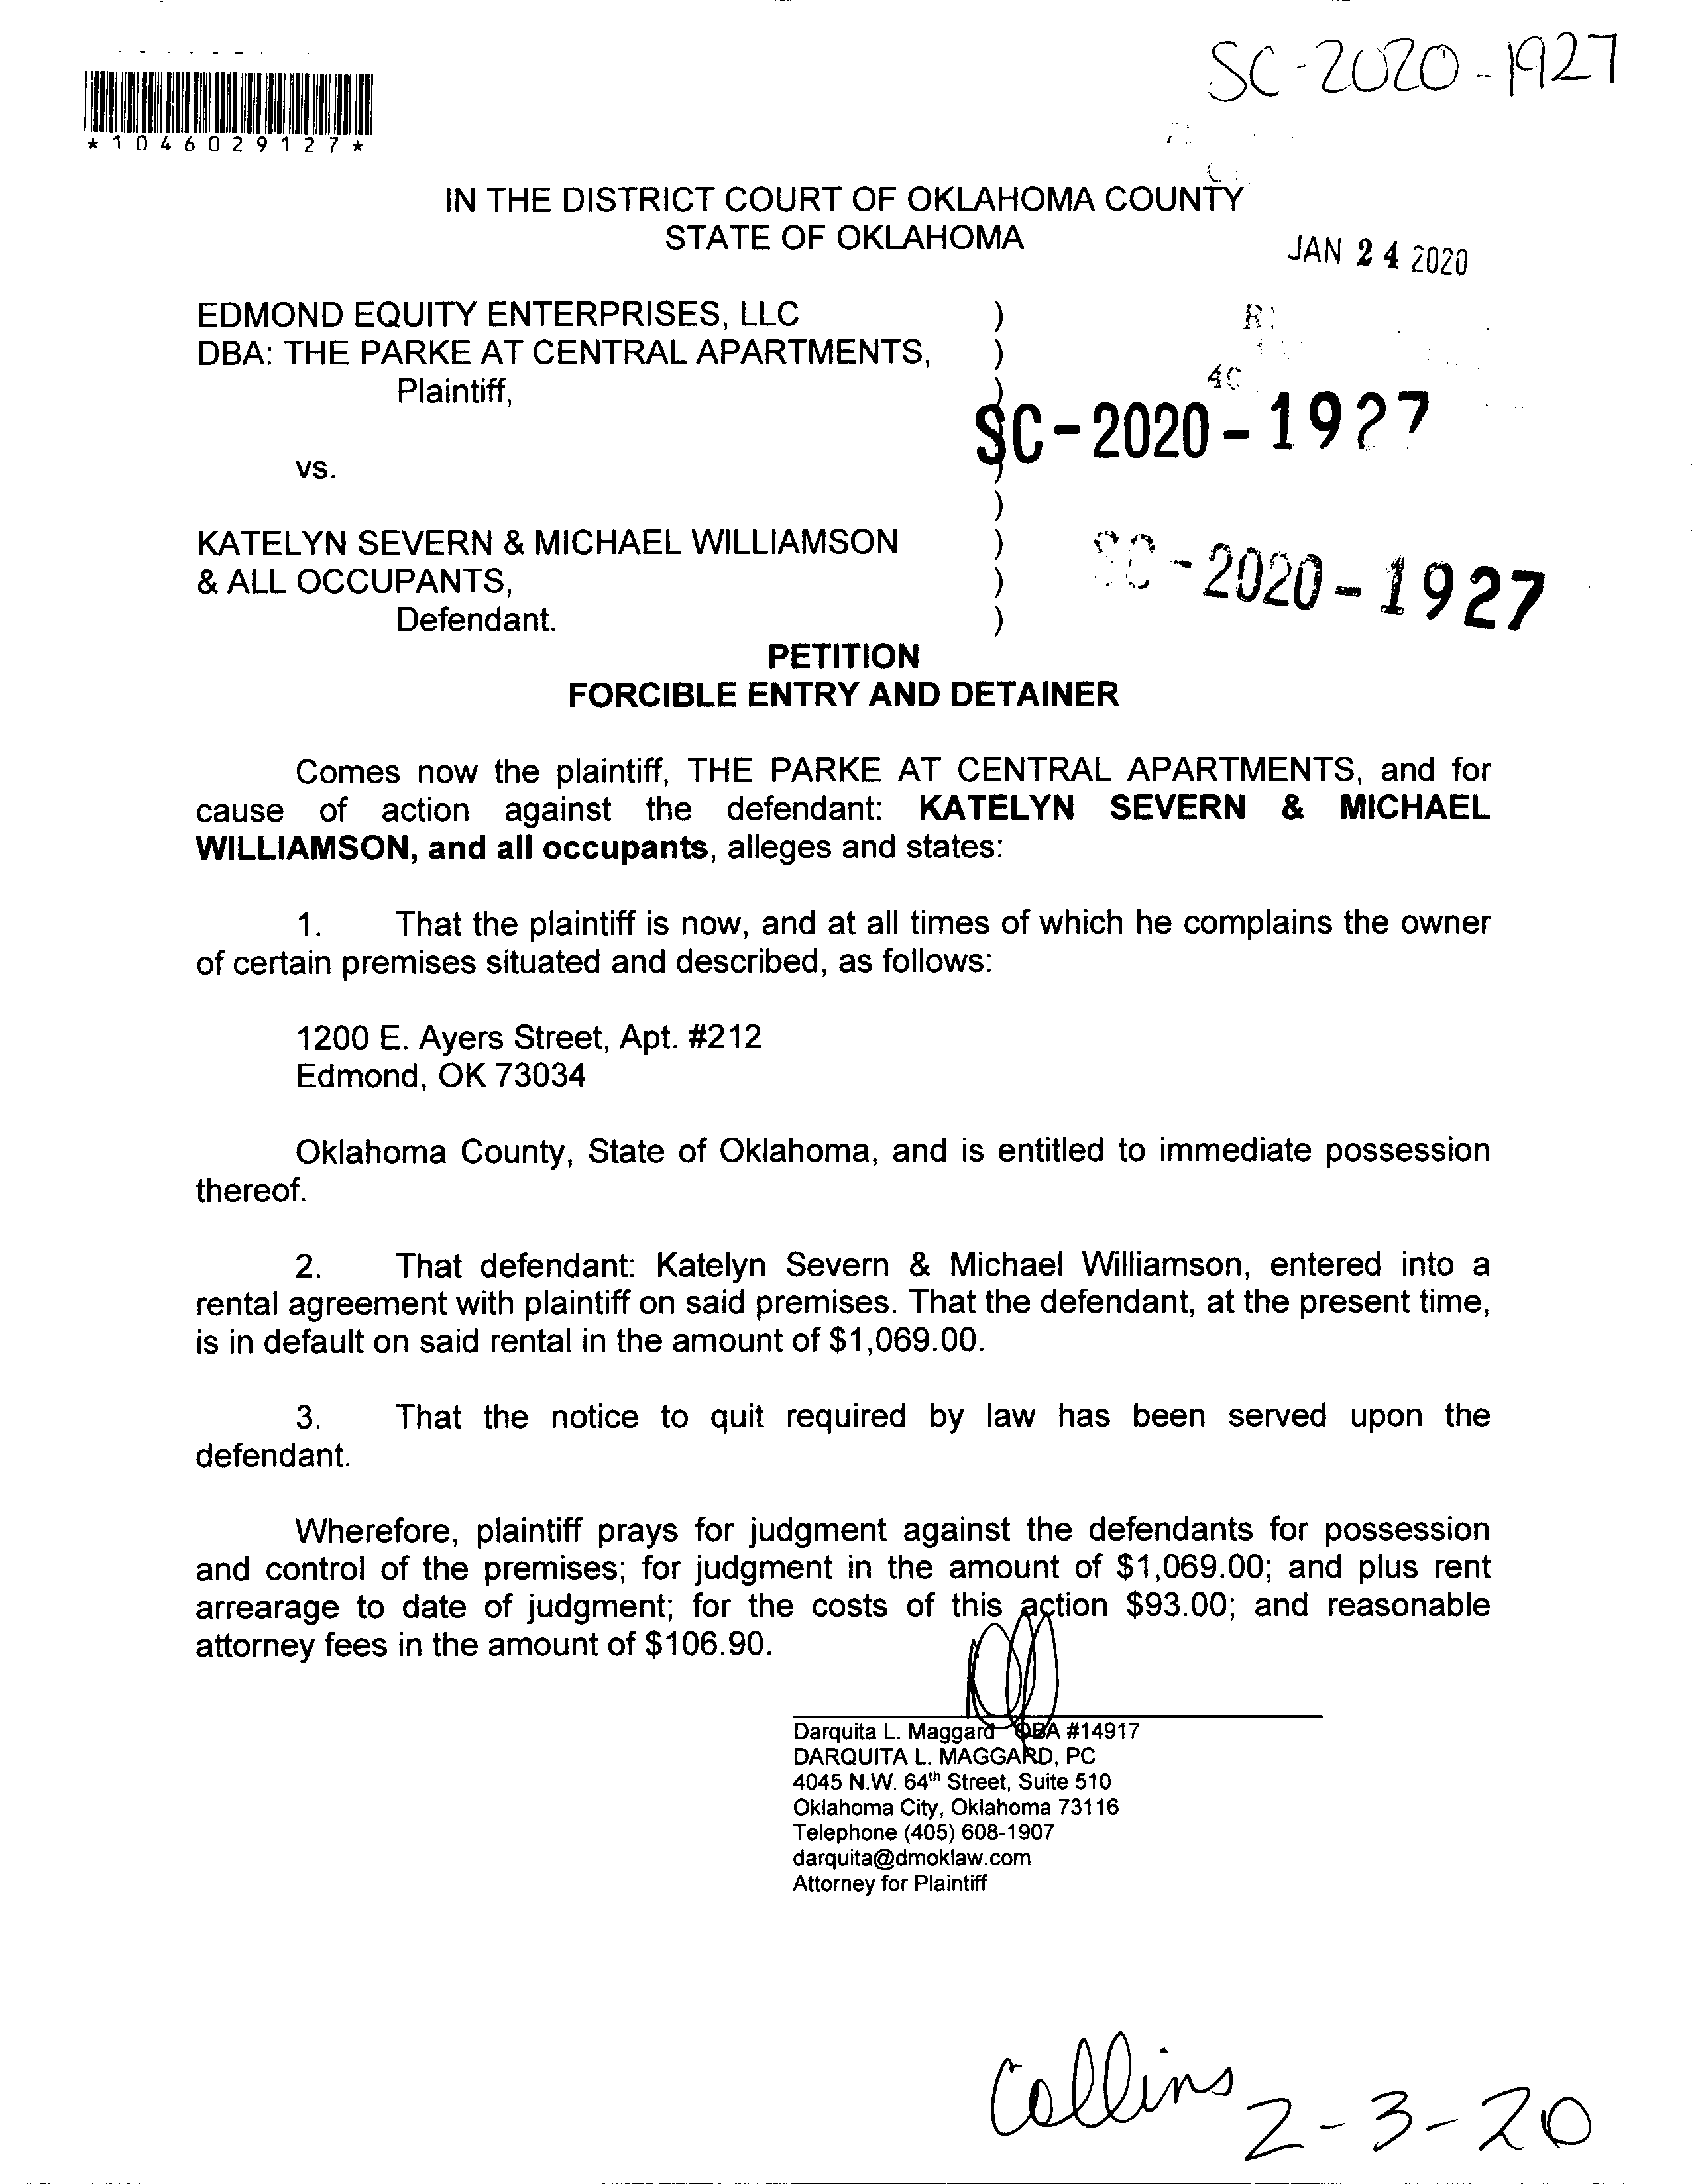 SC-2020-1927
*1046029127*
IN THE DISTRICT COURT OF OKLAHOMA COUNTY
STATE OF OKLAHOMA
JAN 24 2020
EDMOND EQUITY ENTERPRISES, LLC )
DBA: THE PARKE AT CENTRAL APARTMENTS, )
Plaintiff, )
40
SC-2020-1927
vs. )
)
KATELYN SEVERN & MICHAEL WILLIAMSON )
& ALL OCCUPANTS, )
SC-2020-1927
Defendant. )
PETITION
FORCIBLE ENTRY AND DETAINER
Comes now the plaintiff, THE PARKE AT CENTRAL APARTMENTS, and for
cause of action against the defendant: KATELYN SEVERN & MICHAEL
WILLIAMSON, and all occupants, alleges and states:
1. That the plaintiff is now, and at all times of which he complains the owner
of certain premises situated and described, as follows:
1200 E. Ayers Street, Apt. #212
Edmond, OK 73034
Oklahoma County, State of Oklahoma, and is entitled to immediate possession
thereof.
2. That defendant: Katelyn Severn & Michael Williamson, entered into a
rental agreement with plaintiff on said premises. That the defendant, at the present time,
is in default on said rental in the amount of $1,069.00.
3. That the notice to quit required by law has been served upon the
defendant.
Wherefore, plaintiff prays for judgment against the defendants for possession
and control of the premises; for judgment in the amount of $1,069.00; and plus rent
arrearage to date of judgment; for the costs of this action $93.00; and reasonable
attorney fees in the amount of $106.90.
Darquita L. Maggard OBA #14917
DARQUITA L. MAGGARD, PC
4045 N.W. 64th Street, Suite 510
Oklahoma City, Oklahoma 73116
Telephone (405) 608-1907
darquita@dmoklaw.com
Attorney for Plaintiff
Collins 2-3-20